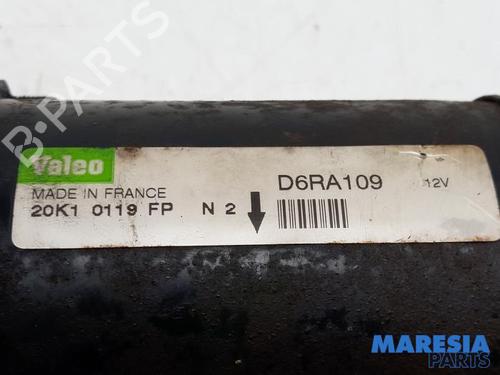 B-PARTS
Valeo
MADE IN FRANCE
20K1 0119 FP N 2
D6RA109 12V
MARESIA
PARTS